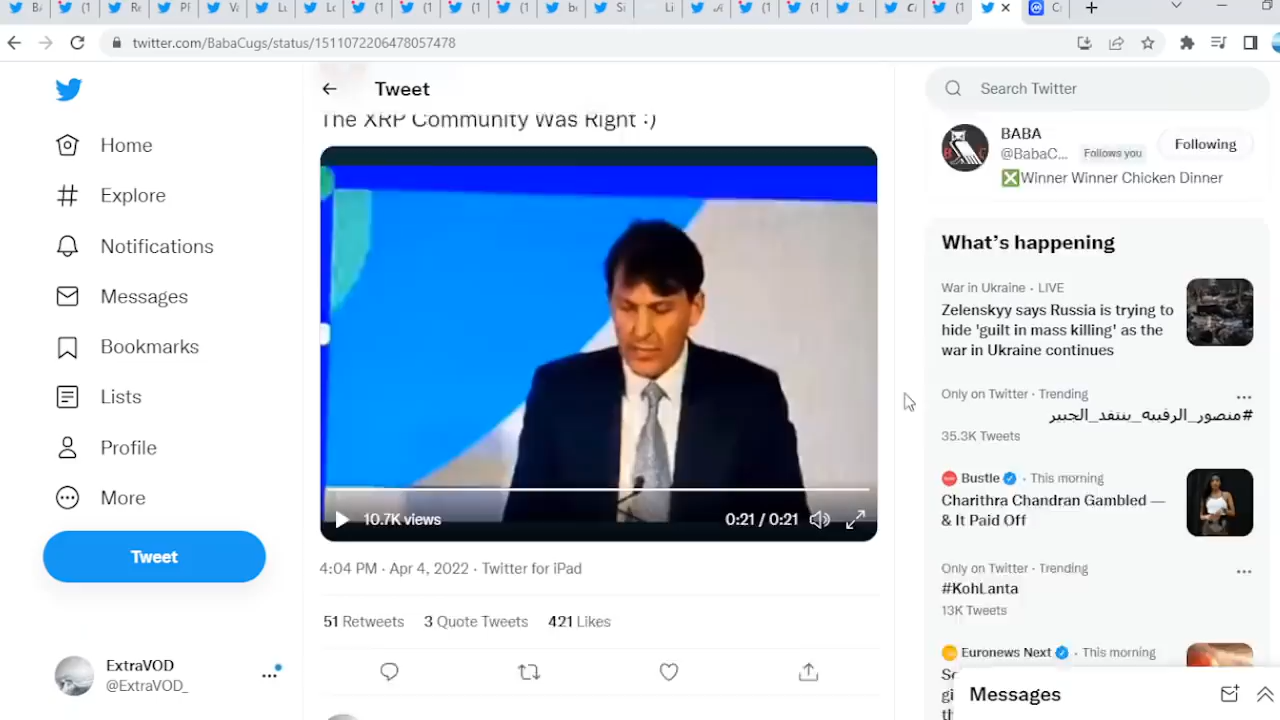 twitter.com/BabaCugs/status/1511072206478057478
Home
Explore
Notifications
Messages
Bookmarks
Lists
Profile
More
Tweet
ExtraVOD
@ExtraVOD_
Tweet
The XRP Community Was Right :)
10.7K views
0:21 / 0:21
4:04 PM · Apr 4, 2022 · Twitter for iPad
51 Retweets 3 Quote Tweets 421 Likes
Search Twitter
BABA
@BabaC... Follows you
Following
Winner Winner Chicken Dinner
What's happening
War in Ukraine · LIVE
Zelenskyy says Russia is trying to
hide 'guilt in mass killing' as the
war in Ukraine continues
Only on Twitter · Trending
35.3K Tweets
Bustle · This morning
Charithra Chandran Gambled —
& It Paid Off
Only on Twitter · Trending
#KohLanta
13K Tweets
Euronews Next · This morning
Messages